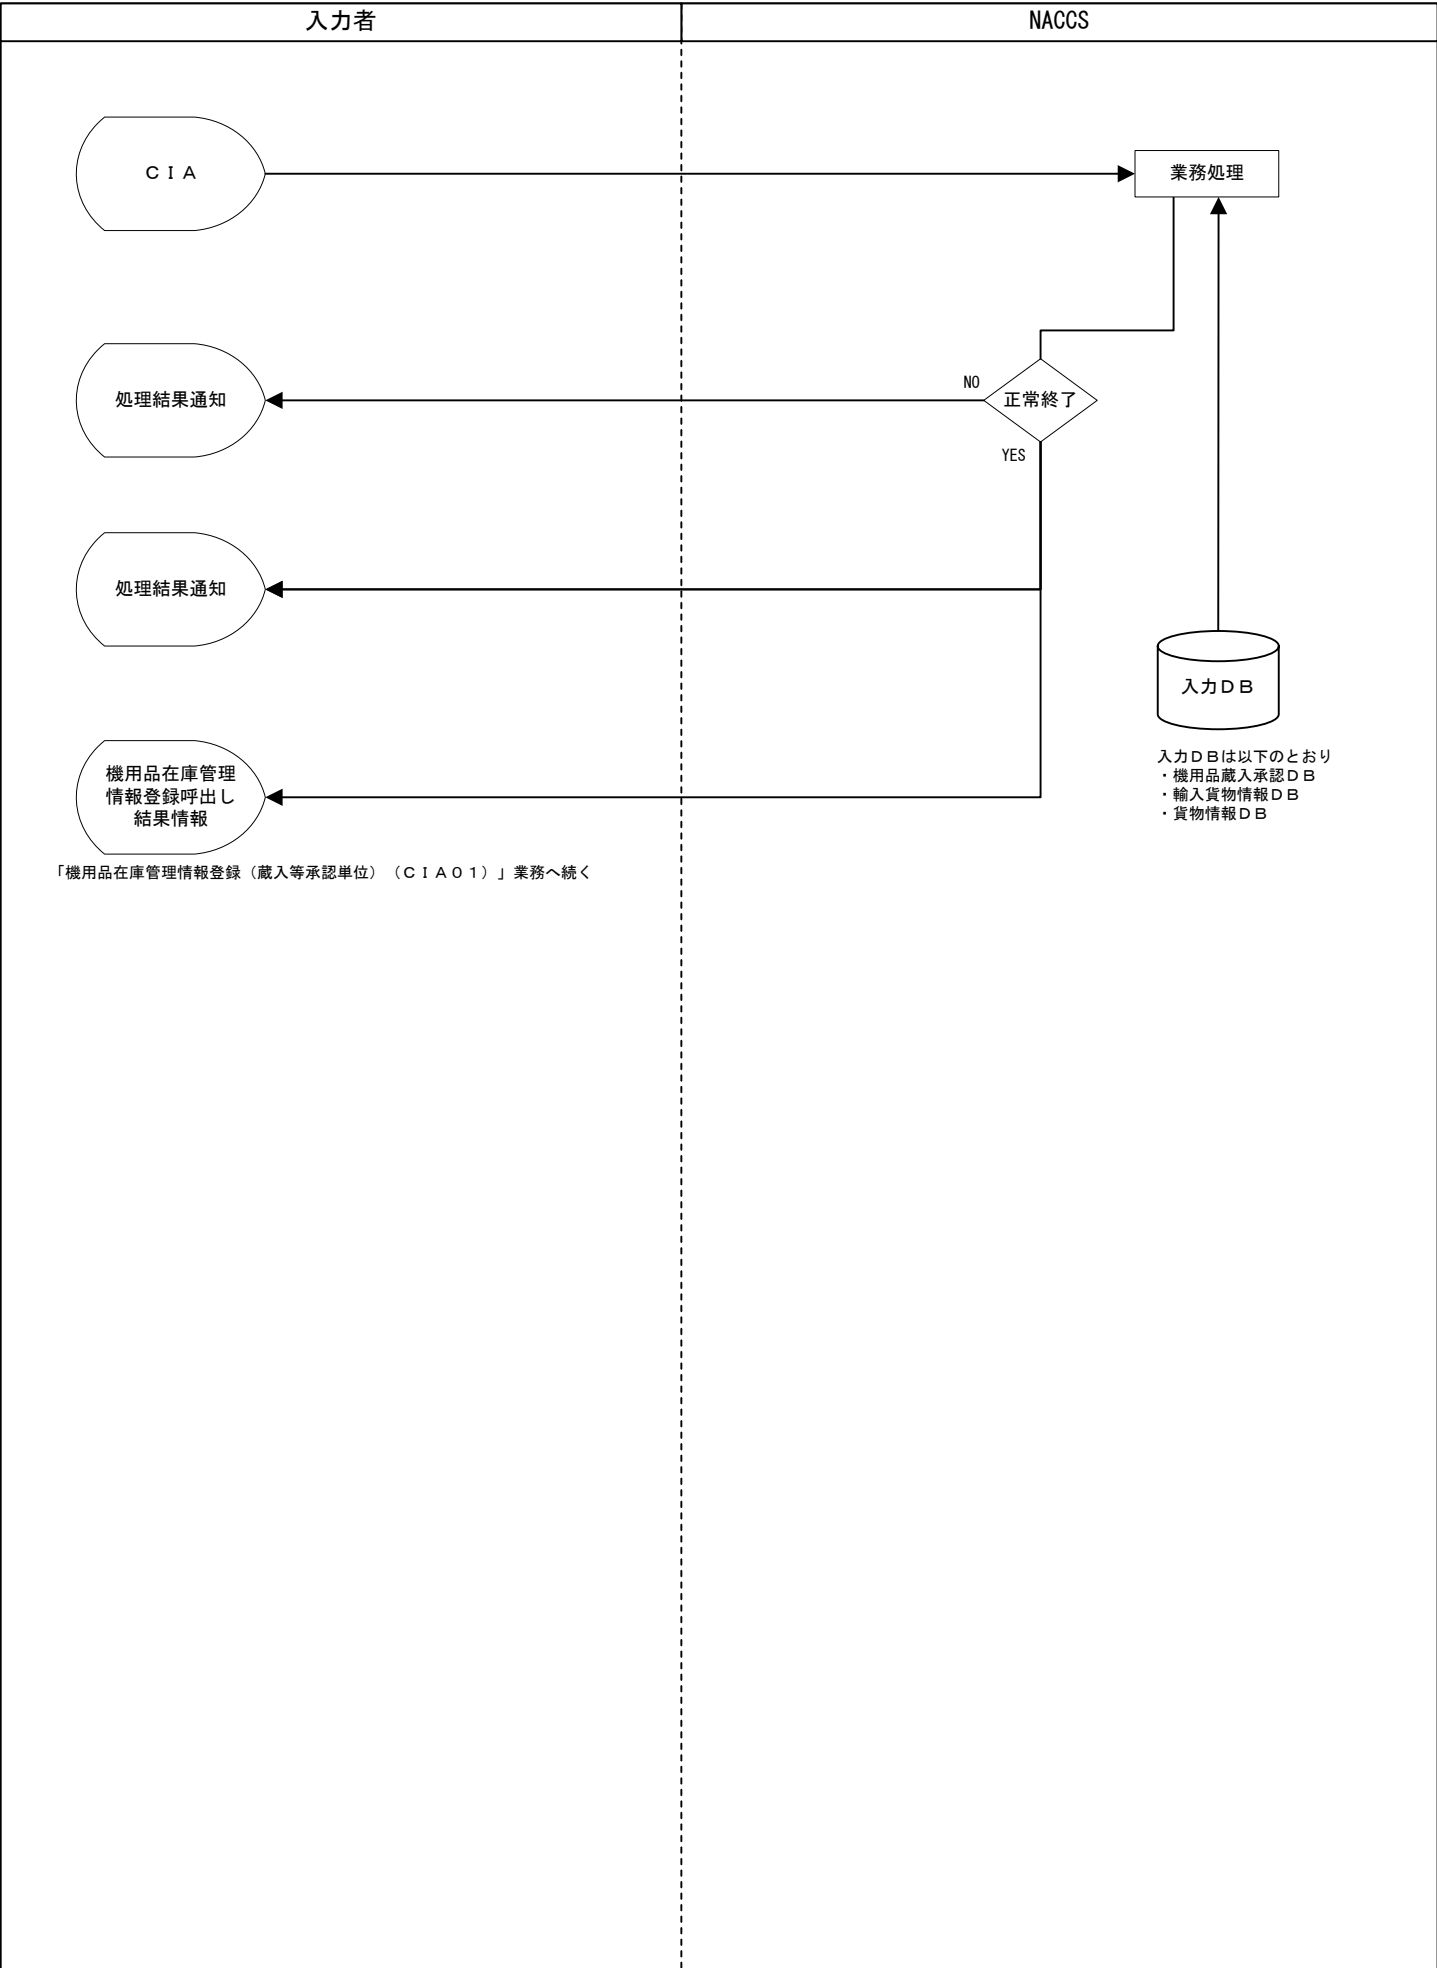 入力者
NACCS
ＣＩＡ
業務処理
処理結果通知
NO
正常終了
YES
処理結果通知
入力ＤＢ
入力ＤＢは以下のとおり
・機用品蔵入承認ＤＢ
・輸入貨物情報ＤＢ
・貨物情報ＤＢ
機用品在庫管理
情報登録呼出し
結果情報
「機用品在庫管理情報登録（蔵入等承認単位）（ＣＩＡ０１）」業務へ続く